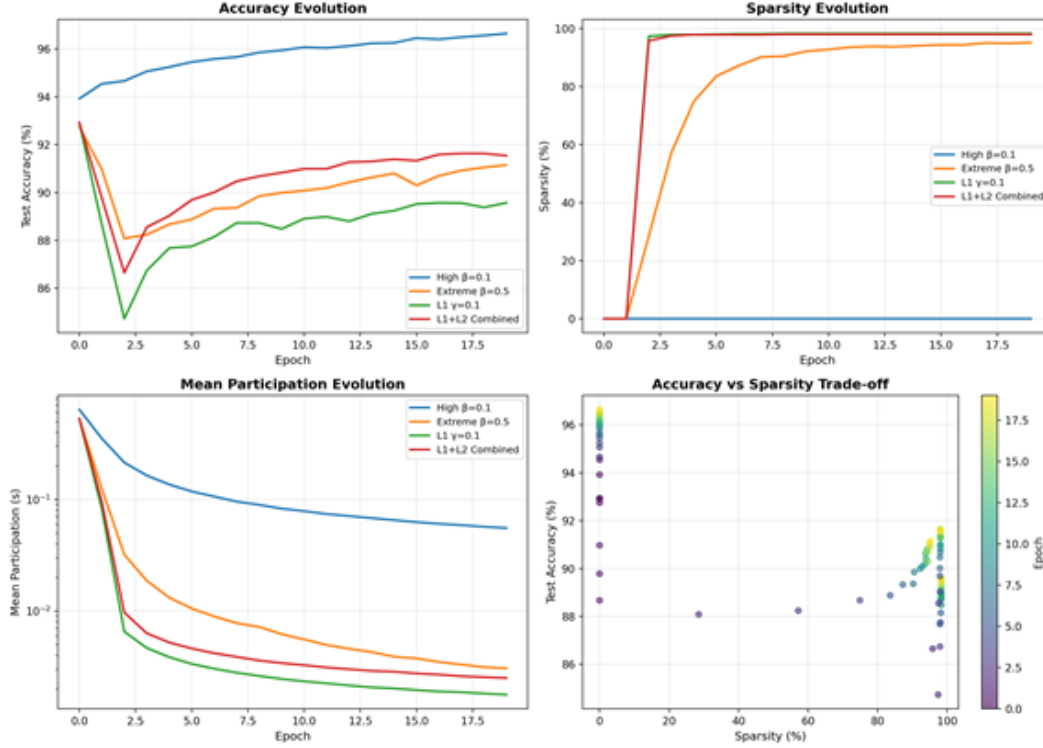 Accuracy Evolution
96
94
92
90
88
86
Test Accuracy (%)
High β=0.1
Extreme β=0.5
L1 γ=0.1
L1+L2 Combined
0.0 2.5 5.0 7.5 10.0 12.5 15.0 17.5
Epoch
Sparsity Evolution
100
80
60
40
20
0
Sparsity (%)
High β=0.1
Extreme β=0.5
L1 γ=0.1
L1+L2 Combined
0.0 2.5 5.0 7.5 10.0 12.5 15.0 17.5
Epoch
Mean Participation Evolution
10⁻¹
10⁻²
Mean Participation (s)
High β=0.1
Extreme β=0.5
L1 γ=0.1
L1+L2 Combined
0.0 2.5 5.0 7.5 10.0 12.5 15.0 17.5
Epoch
Accuracy vs Sparsity Trade-off
96
94
92
90
88
86
Test Accuracy (%)
0 20 40 60 80 100
Sparsity (%)
17.5
15.0
12.5
10.0
7.5
5.0
2.5
0.0
Epoch